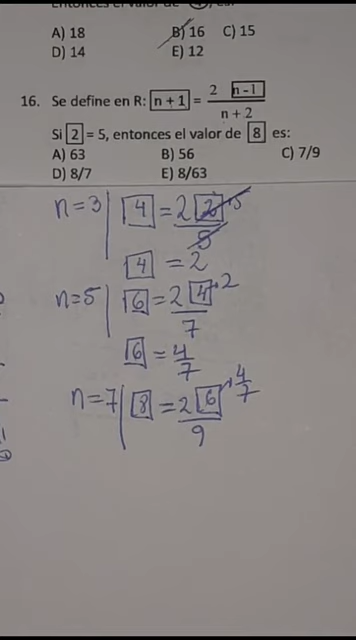 A) 18 B) 16 C) 15
D) 14 E) 12
16. Se define en R: n + 1 = 2 n - 1
n + 2
Si 2 = 5, entonces el valor de 8 es:
A) 63 B) 56 C) 7/9
D) 8/7 E) 8/63
n=3 4 = 2 2 5
5
4 = 2
n=5 6 = 2 4 2
7
6 = 4
7
n=7 8 = 2 6 4
7
9